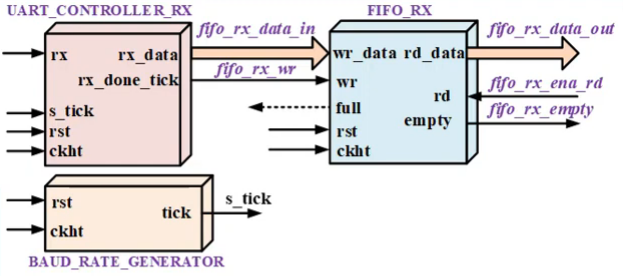 UART_CONTROLLER_RX
fifo_rx_data_in
FIFO_RX
fifo_rx_data_out
rx
rx_data
wr_data
rd_data
rx_done_tick
fifo_rx_wr
wr
rd
fifo_rx_ena_rd
s_tick
full
empty
fifo_rx_empty
rst
rst
ckht
ckht
rst
tick
s_tick
ckht
BAUD_RATE_GENERATOR